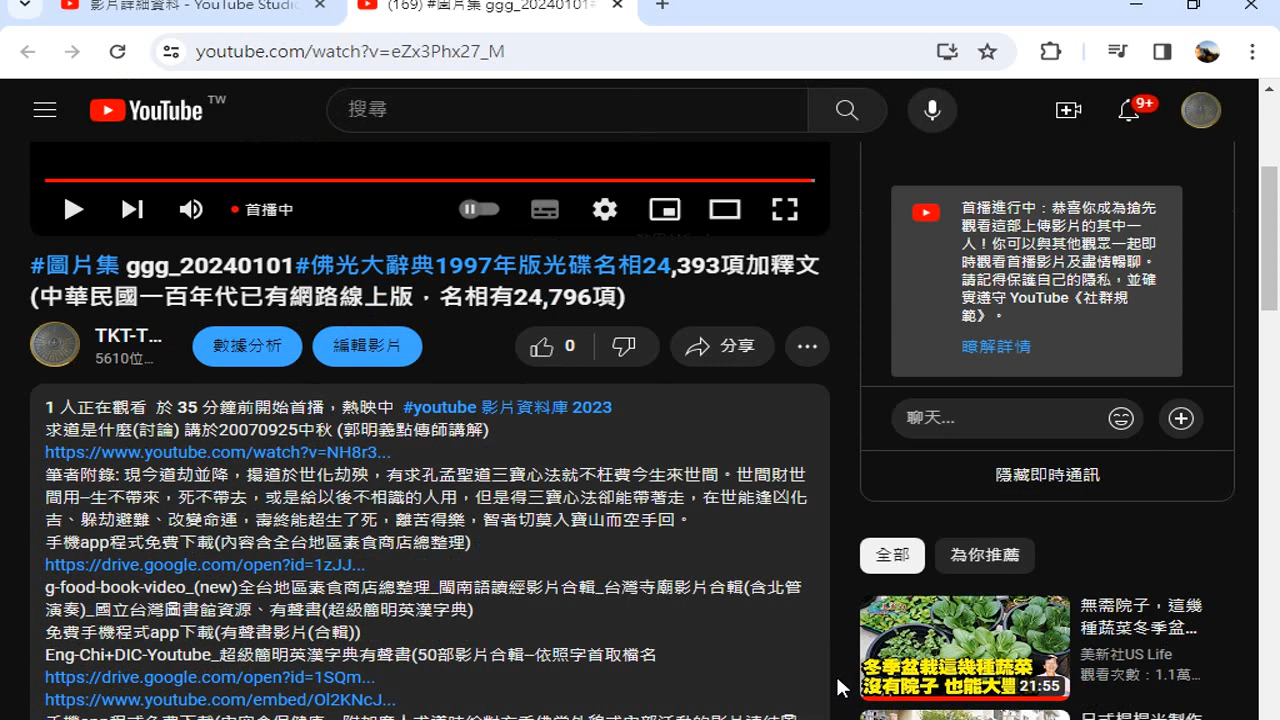 影片詳細資料 - YouTube Studio
(169) #圖片集 ggg_20240101#
youtube.com/watch?v=eZx3Phx27_M
YouTube TW
搜尋
9+
首播中
#圖片集 ggg_20240101#佛光大辭典1997年版光碟名相24,393項加釋文
(中華民國一百年代已有網路線上版．名相有24,796項)
TKT-T...
5610位...
數據分析
編輯影片
0
分享
1 人正在觀看 於 35 分鐘前開始首播，熱映中 #youtube 影片資料庫 2023
求道是什麼(討論) 講於20070925中秋 (郭明義點傳師講解)
https://www.youtube.com/watch?v=NH8r3...
筆者附錄: 現今道劫並降，揚道於世化劫殃，有求孔孟聖道三寶心法就不枉費今生來世間。世間財世
間用–生不帶來，死不帶去，或是給以後不相識的人用，但是得三寶心法卻能帶著走，在世能逢凶化
吉、躲劫避難、改變命運，壽終能超生了死，離苦得樂，智者切莫入寶山而空手回。
手機app程式免費下載(內容含全台地區素食商店總整理)
https://drive.google.com/open?id=1zJJ...
g-food-book-video_(new)全台地區素食商店總整理_閩南語讀經影片合輯_台灣寺廟影片合輯(含北管
演奏)_國立台灣圖書館資源、有聲書(超級簡明英漢字典)
免費手機程式app下載(有聲書影片(合輯))
Eng-Chi+DIC-Youtube_超級簡明英漢字典有聲書(50部影片合輯–依照字首取檔名
https://drive.google.com/open?id=1SQm...
https://www.youtube.com/embed/Ol2KNcJ...
首播進行中：恭喜你成為搶先
觀看這部上傳影片的其中一
人！你可以與其他觀眾一起即
時觀看首播影片及盡情暢聊。
請記得保護自己的隱私，並確
實遵守 YouTube《社群規
範》。
瞭解詳情
聊天...
隱藏即時通訊
全部
為你推薦
冬季盆栽這幾種蔬菜
沒有院子 也能大豐
21:55
無需院子，這幾
種蔬菜冬季盆...
美新社US Life
觀看次數：1.1萬...